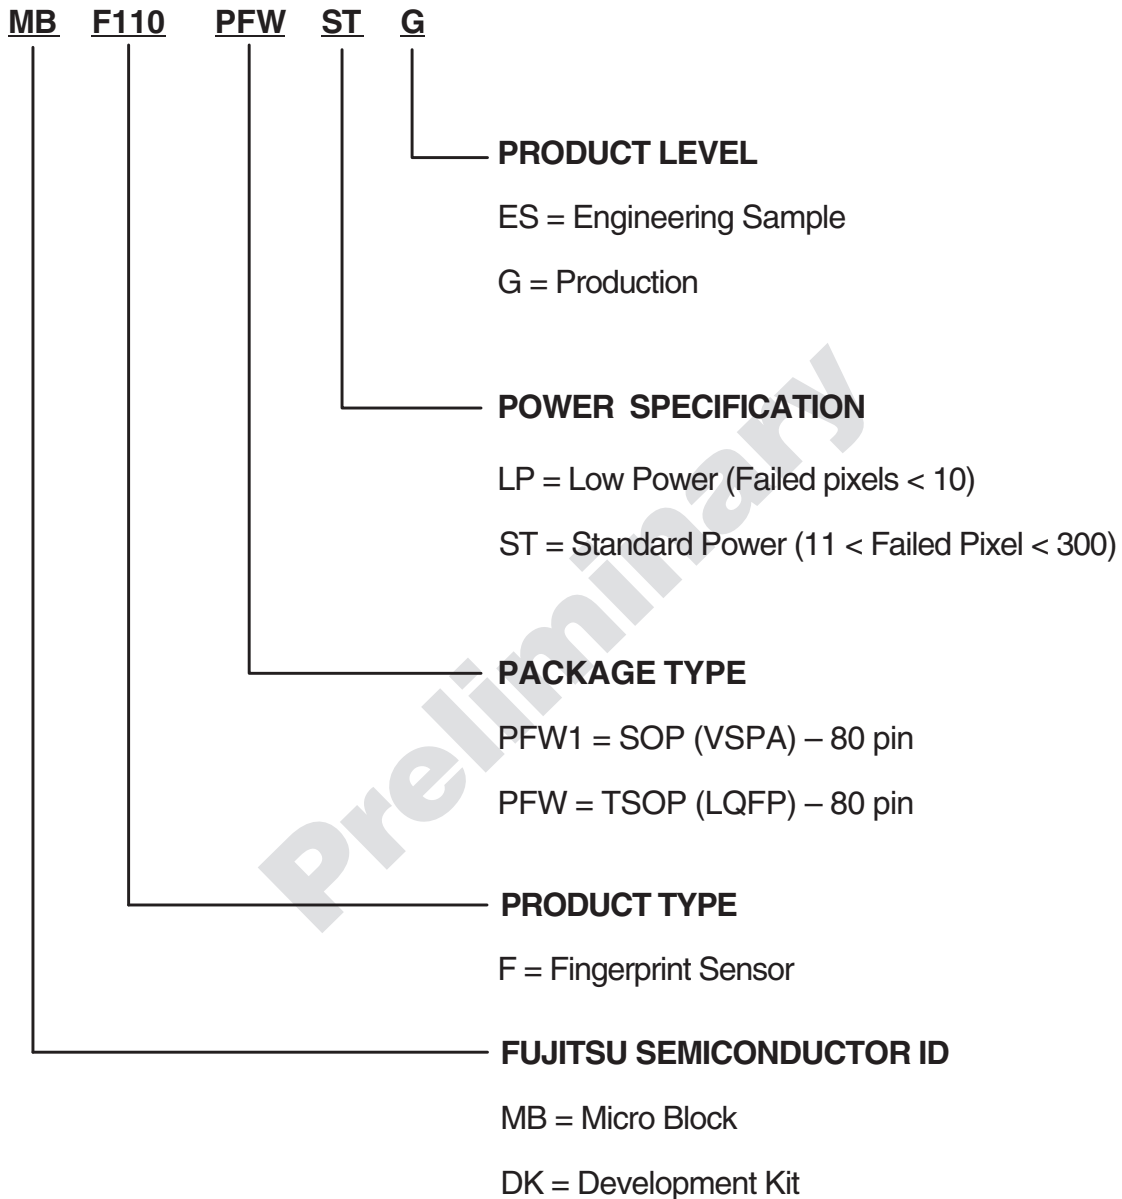 MB F110 PFW ST G
PRODUCT LEVEL
ES = Engineering Sample
G = Production
POWER SPECIFICATION
LP = Low Power (Failed pixels < 10)
ST = Standard Power (11 < Failed Pixel < 300)
PACKAGE TYPE
PFW1 = SOP (VSPA) – 80 pin
PFW = TSOP (LQFP) – 80 pin
PRODUCT TYPE
F = Fingerprint Sensor
FUJITSU SEMICONDUCTOR ID
MB = Micro Block
DK = Development Kit
Preliminary